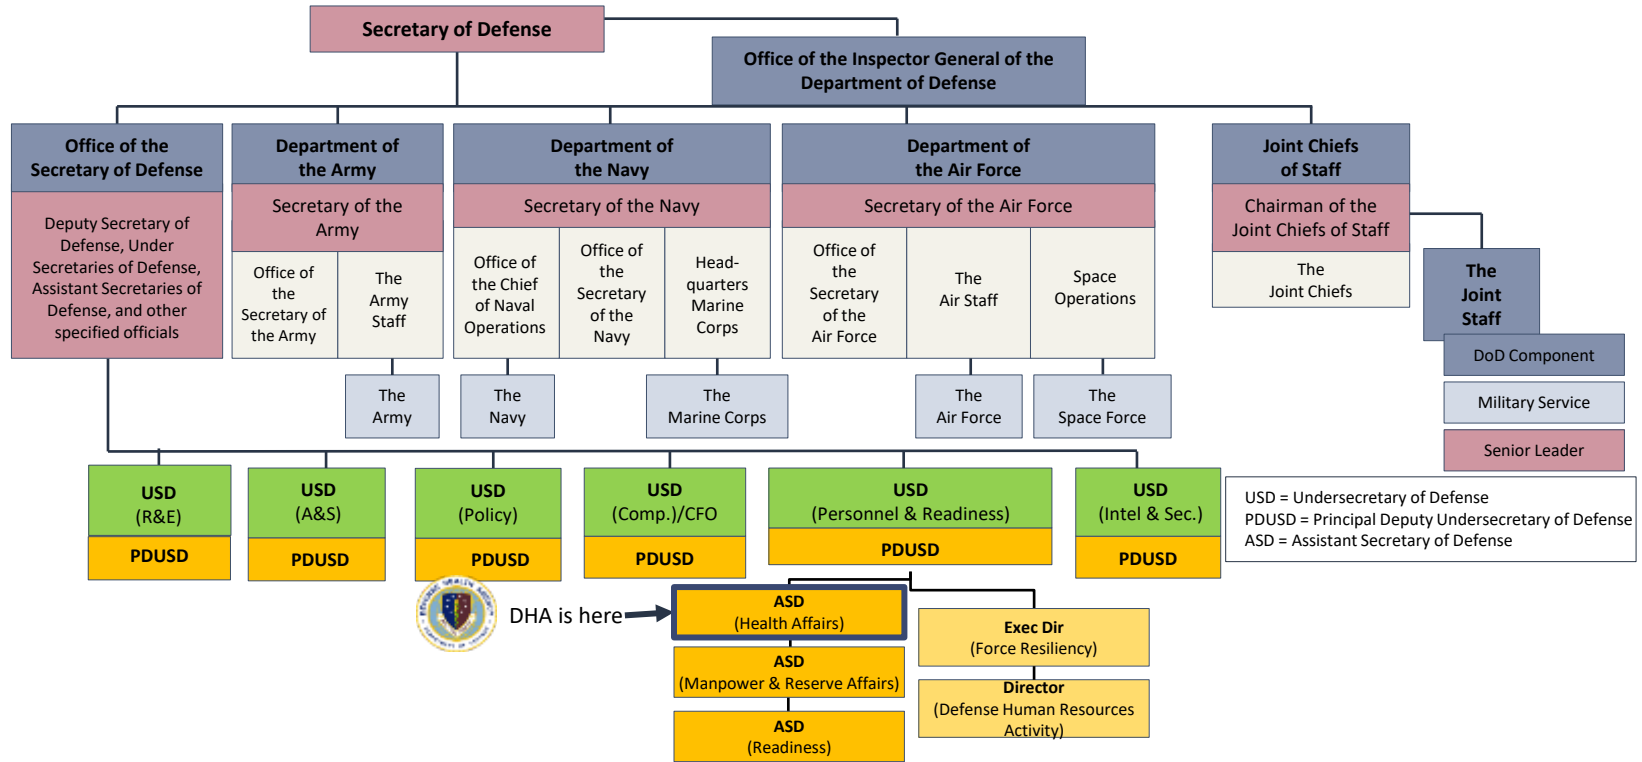 Secretary of Defense
Office of the Inspector General of the
Department of Defense
Office of the
Secretary of Defense
Deputy Secretary of
Defense, Under
Secretaries of Defense,
Assistant Secretaries of
Defense, and other
specified officials
Department of
the Army
Secretary of the
Army
Office of
the
Secretary of
the Army
The
Army
Staff
The
Army
Department of
the Navy
Secretary of the Navy
Office of
the Chief
of Naval
Operations
Office of
the
Secretary
of the
Navy
Head-
quarters
Marine
Corps
The
Navy
The
Marine Corps
Department of
the Air Force
Secretary of the Air Force
Office of
the
Secretary
of the
Air Force
The
Air Staff
Space
Operations
The
Air Force
The
Space Force
Joint Chiefs
of Staff
Chairman of the
Joint Chiefs of Staff
The
Joint Chiefs
The
Joint
Staff
DoD Component
Military Service
Senior Leader
USD
(R&E)
PDUSD
USD
(A&S)
PDUSD
USD
(Policy)
PDUSD
USD
(Comp.)/CFO
PDUSD
USD
(Personnel & Readiness)
PDUSD
USD
(Intel & Sec.)
PDUSD
USD = Undersecretary of Defense
PDUSD = Principal Deputy Undersecretary of Defense
ASD = Assistant Secretary of Defense
DEFENSE HEALTH AGENCY
DEPARTMENT OF DEFENSE
DHA is here
ASD
(Health Affairs)
ASD
(Manpower & Reserve Affairs)
ASD
(Readiness)
Exec Dir
(Force Resiliency)
Director
(Defense Human Resources
Activity)